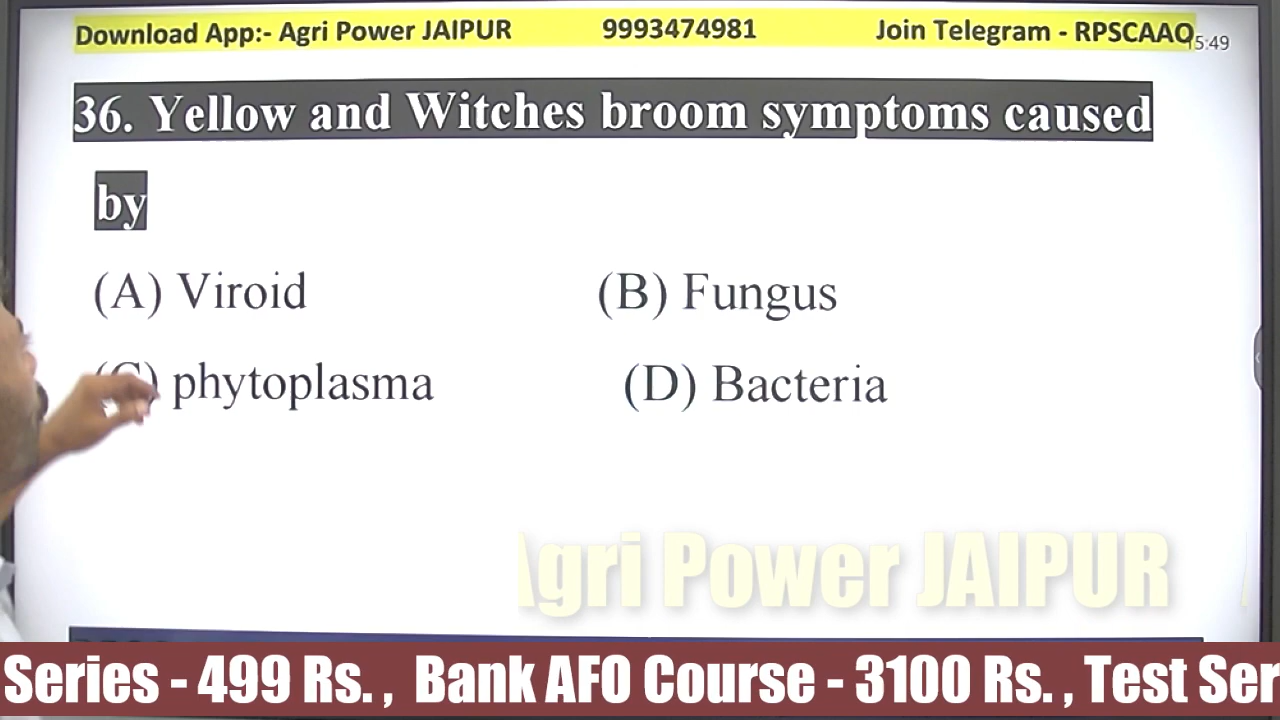 Download App:- Agri Power JAIPUR 9993474981 Join Telegram - RPSCAAO 15:49
36. Yellow and Witches broom symptoms caused
by
(A) Viroid (B) Fungus
(C) phytoplasma (D) Bacteria
Agri Power JAIPUR
Series - 499 Rs. , Bank AFO Course - 3100 Rs. , Test Ser